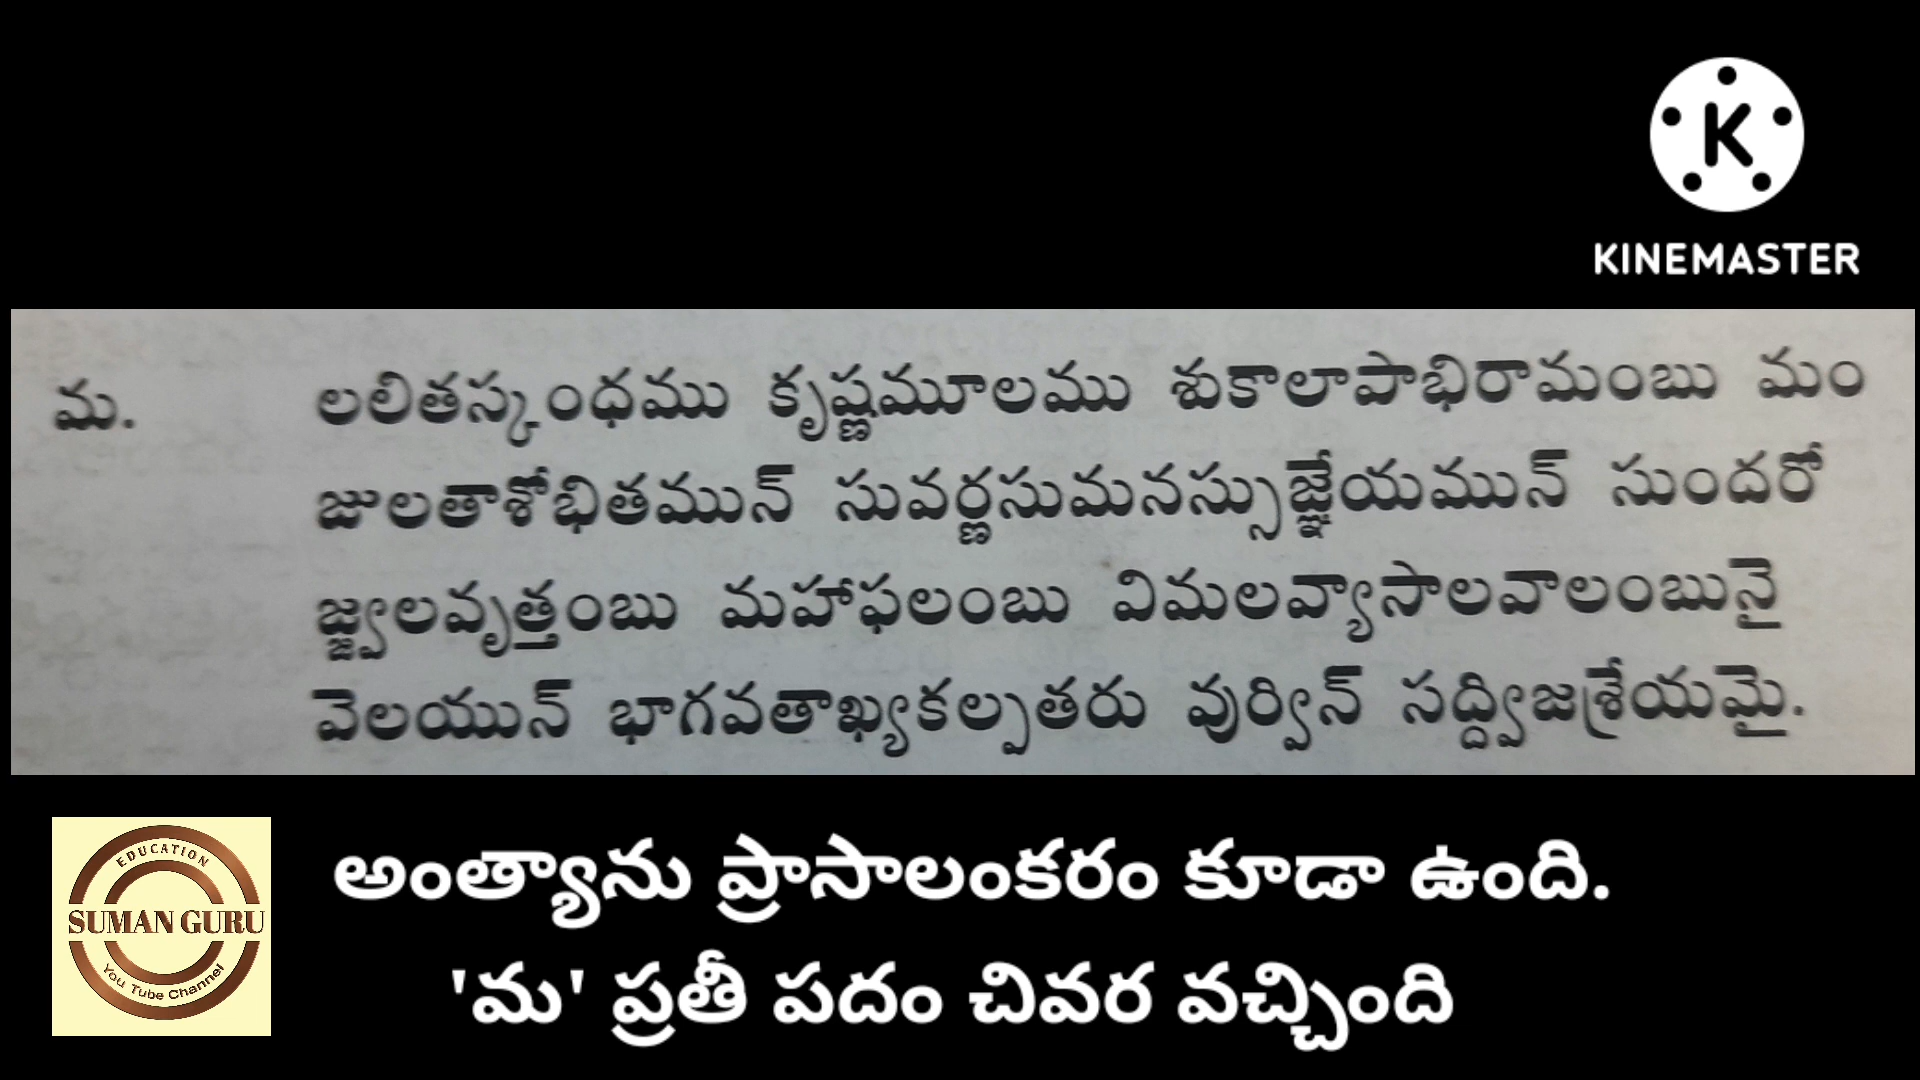 KINEMASTER
మ. లలితస్కంధము కృష్ణమూలము శుకాలాపాభిరామంబు మం
జులతాశోభితమున్ సువర్ణసుమనస్సుజ్ఞేయమున్ సుందరో
జ్జ్వలవృత్తంబు మహాఫలంబు విమలవ్యాసాలవాలంబునై
వెలయున్ భాగవతాఖ్యకల్పతరు వుర్విన్ సద్ద్విజశ్రేయమై.
EDUCATION
SUMAN GURU
You Tube Channel
అంత్యాను ప్రాసాలంకరం కూడా ఉంది.
'మ' ప్రతీ పదం చివర వచ్చింది